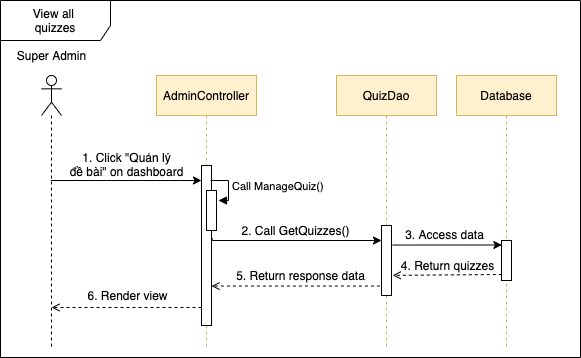 View all
quizzes
Super Admin
AdminController
QuizDao
Database
1. Click "Quán lý
đề bài" on dashboard
Call ManageQuiz()
2. Call GetQuizzes()
3. Access data
4. Return quizzes
5. Return response data
6. Render view